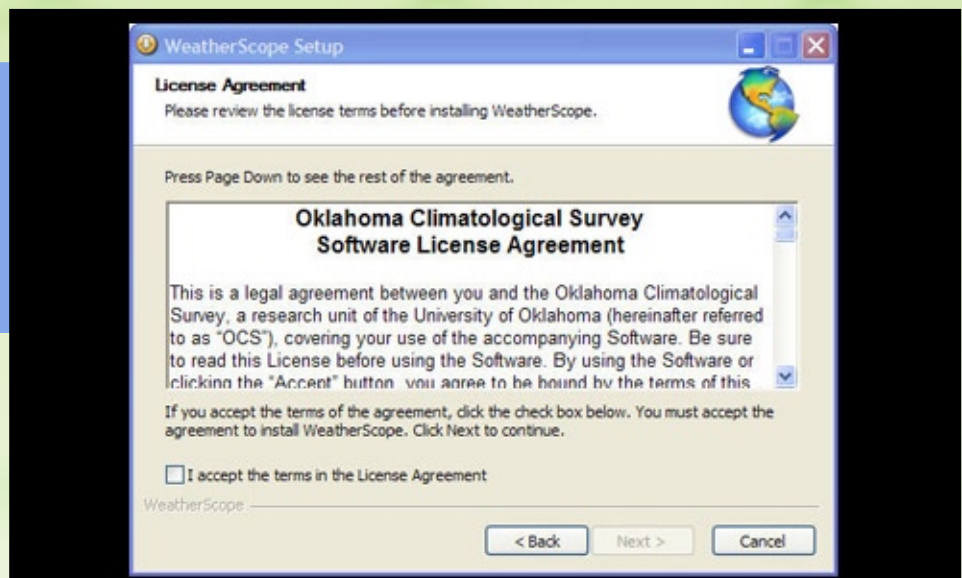 WeatherScope Setup
License Agreement
Please review the license terms before installing WeatherScope.
Press Page Down to see the rest of the agreement.
Oklahoma Climatological Survey
Software License Agreement
This is a legal agreement between you and the Oklahoma Climatological
Survey, a research unit of the University of Oklahoma (hereinafter referred
to as "OCS"), covering your use of the accompanying Software. Be sure
to read this License before using the Software. By using the Software or
clicking the "Accept" button, you agree to be bound by the terms of this
If you accept the terms of the agreement, click the check box below. You must accept the
agreement to install WeatherScope. Click Next to continue.
I accept the terms in the License Agreement
WeatherScope
< Back Next > Cancel